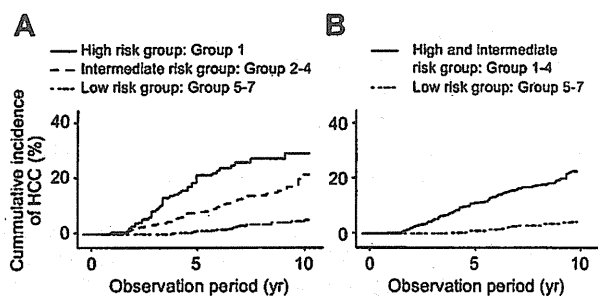 A
High risk group: Group 1
Intermediate risk group: Group 2-4
Low risk group: Group 5-7
Cummulative incidence
of HCC (%)
40
20
0
0 5 10
Observation period (yr)
B
High and intermediate
risk group: Group 1-4
Low risk group: Group 5-7
40
20
0
0 5 10
Observation period (yr)